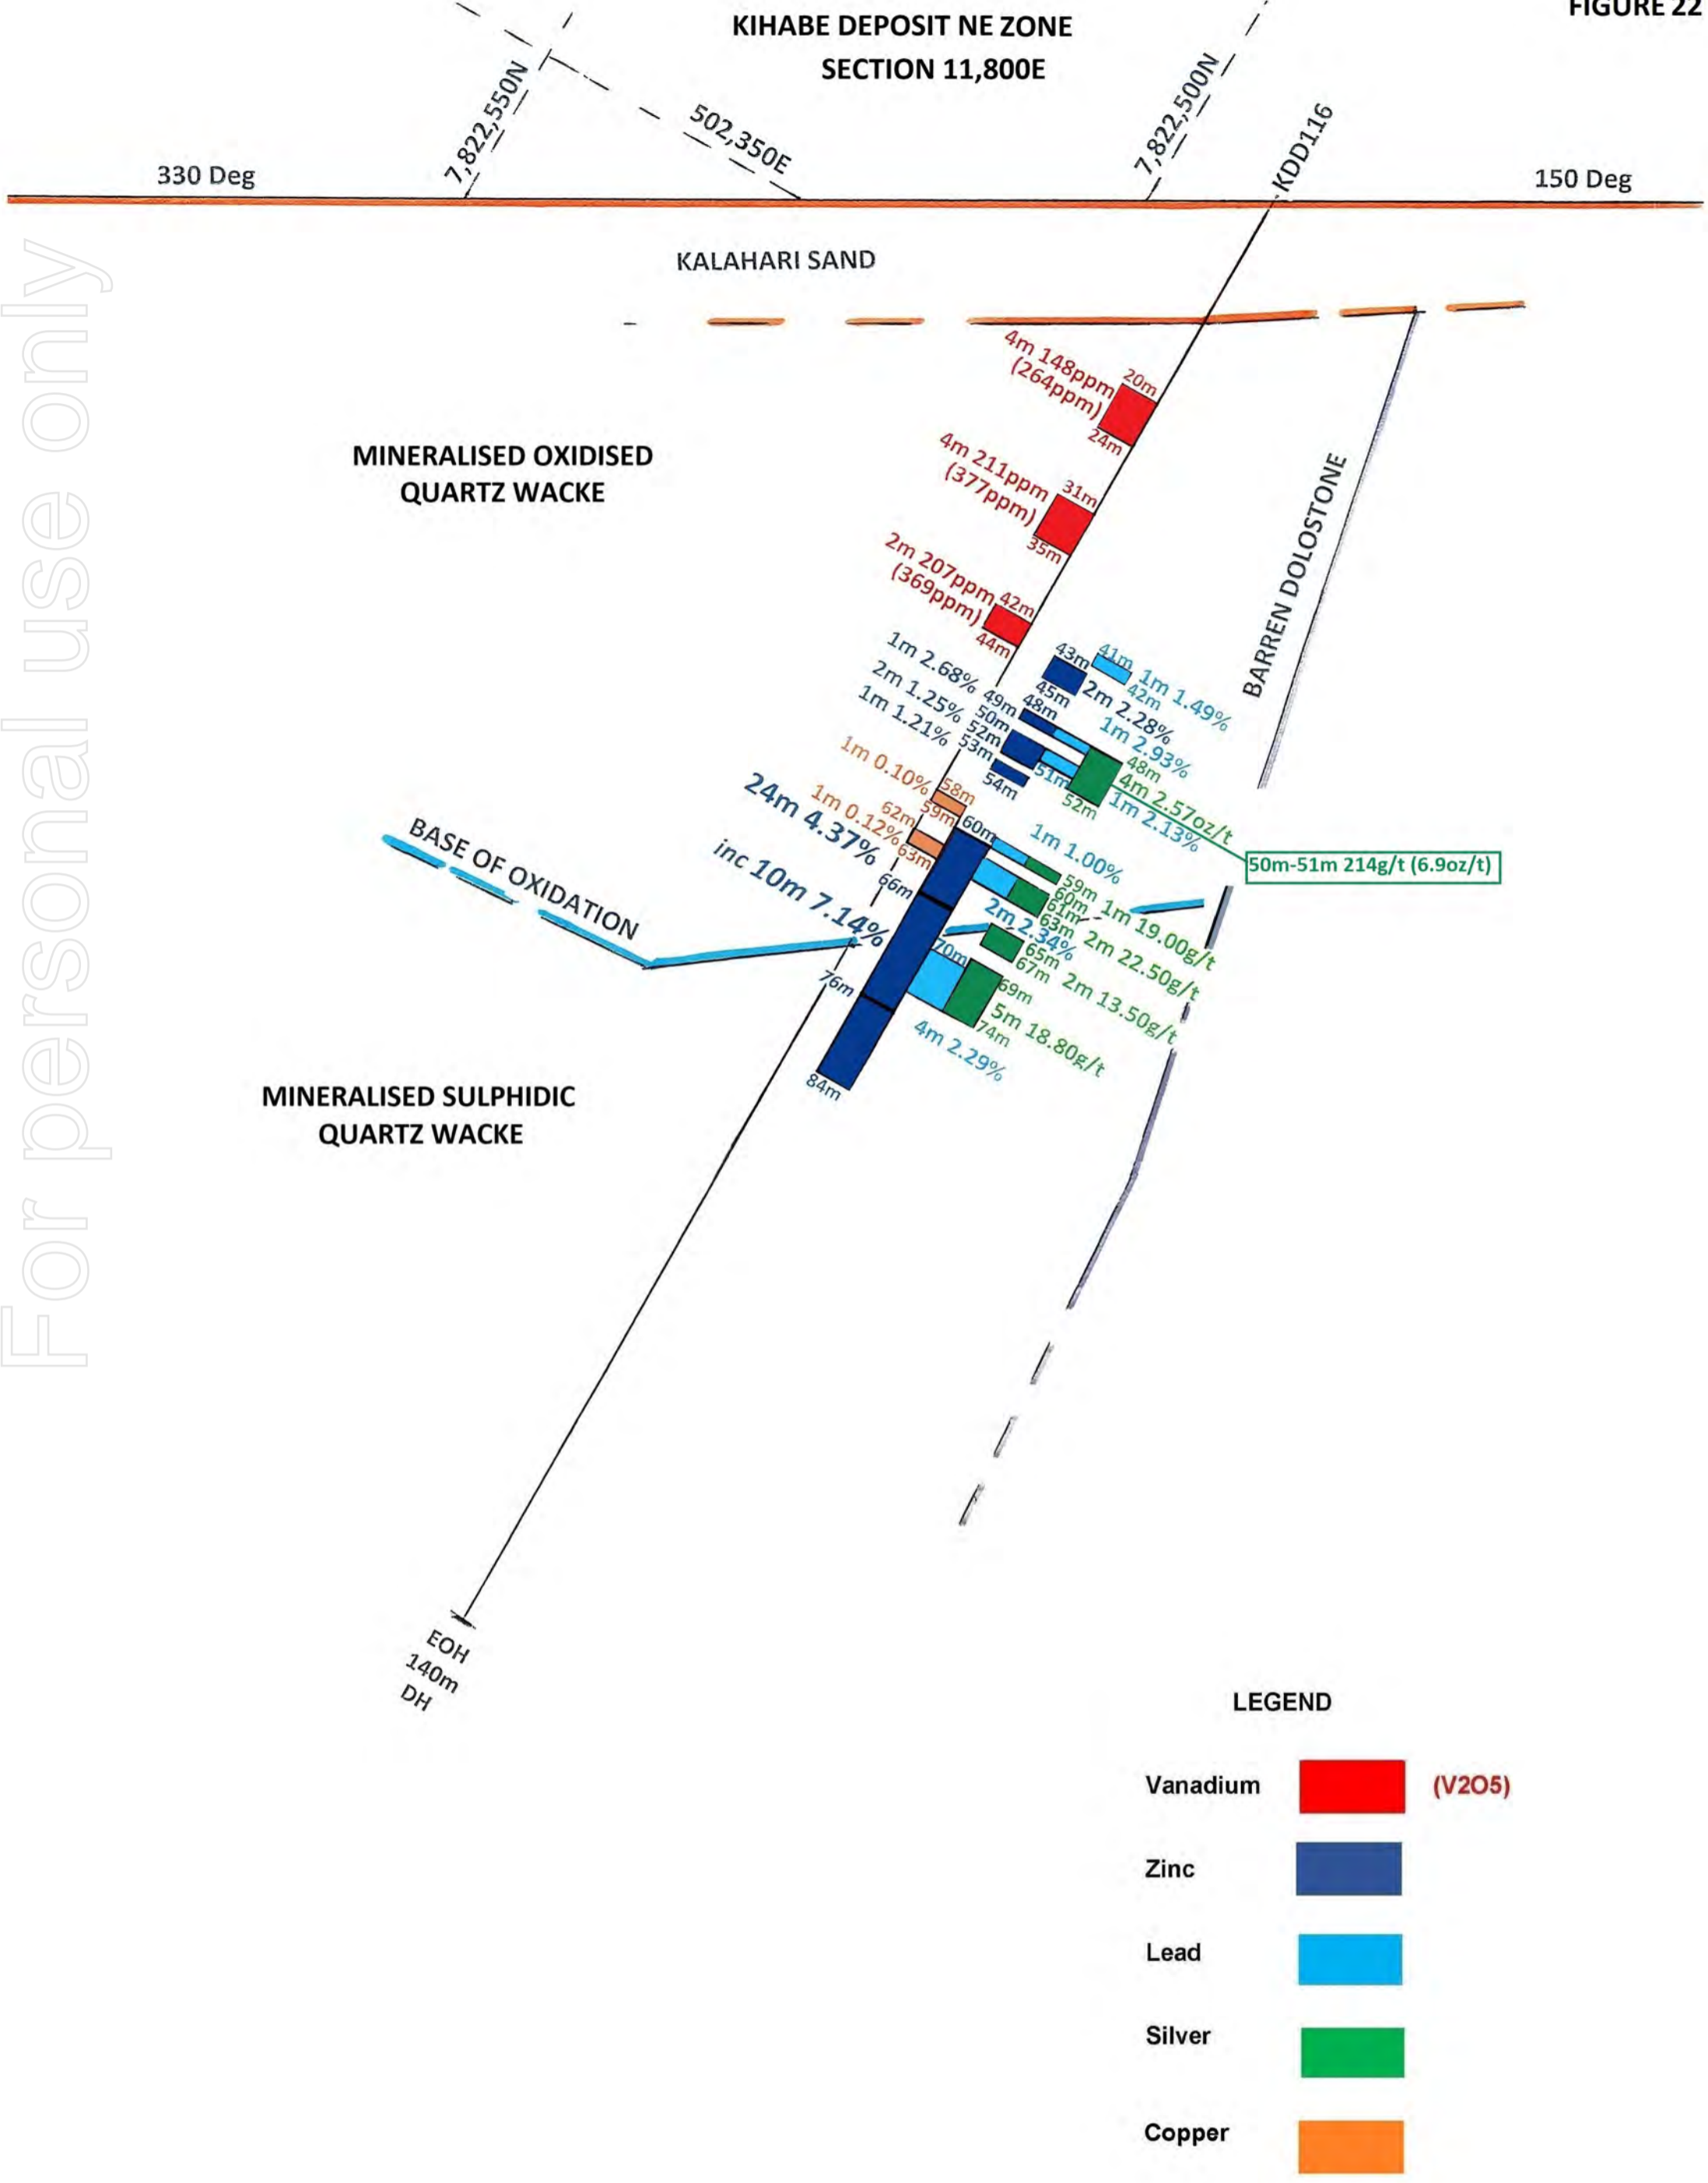 FIGURE 22
KIHABE DEPOSIT NE ZONE
SECTION 11,800E
7,822,550N
502,350E
7,822,500N
KDD116
330 Deg
150 Deg
KALAHARI SAND
4m 148ppm
(264ppm)
20m
24m
MINERALISED OXIDISED
QUARTZ WACKE
4m 211ppm
(377ppm)
31m
35m
2m 207ppm
(369ppm)
42m
44m
BARREN DOLOSTONE
43m
45m
2m 2.28%
41m
42m
1m 1.49%
1m 2.68%
49m
48m
1m 2.93%
2m 1.25%
50m
52m
1m 1.21%
53m
54m
51m
1m 2.13%
48m
52m
4m 2.57oz/t
50m-51m 214g/t (6.9oz/t)
1m 0.10%
58m
59m
1m 0.12%
62m
63m
24m 4.37%
60m
inc 10m 7.14%
66m
76m
84m
1m 1.00%
59m
60m
1m 19.00g/t
61m
63m
2m 22.50g/t
2m 2.34%
65m
67m
2m 13.50g/t
70m
69m
74m
5m 18.80g/t
4m 2.29%
BASE OF OXIDATION
MINERALISED SULPHIDIC
QUARTZ WACKE
EOH
140m
DH
LEGEND
Vanadium
(V2O5)
Zinc
Lead
Silver
Copper
For personal use only